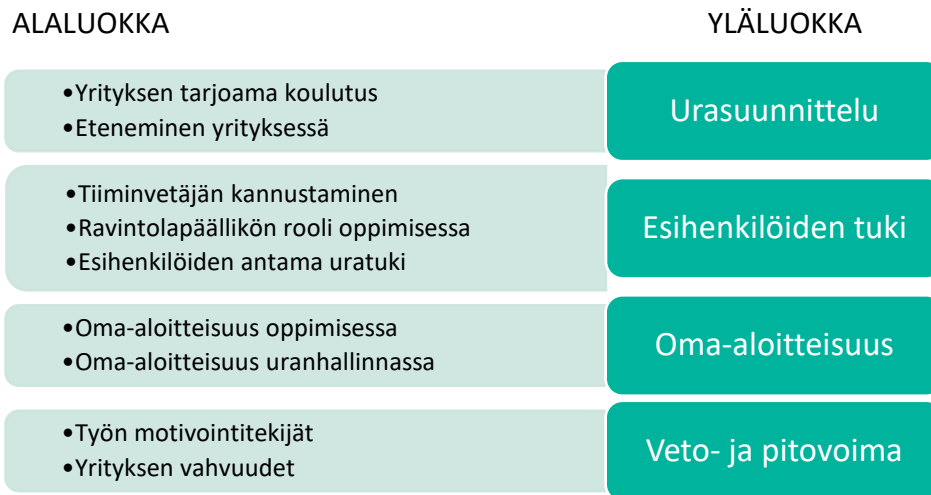 ALALUOKKA
YLÄLUOKKA
•Yrityksen tarjoama koulutus
•Eteneminen yrityksessä
Urasuunnittelu
•Tiiminvetäjän kannustaminen
•Ravintolapäällikön rooli oppimisessa
•Esihenkilöiden antama uratuki
Esihenkilöiden tuki
•Oma-aloitteisuus oppimisessa
•Oma-aloitteisuus uranhallinnassa
Oma-aloitteisuus
•Työn motivointitekijät
•Yrityksen vahvuudet
Veto- ja pitovoima